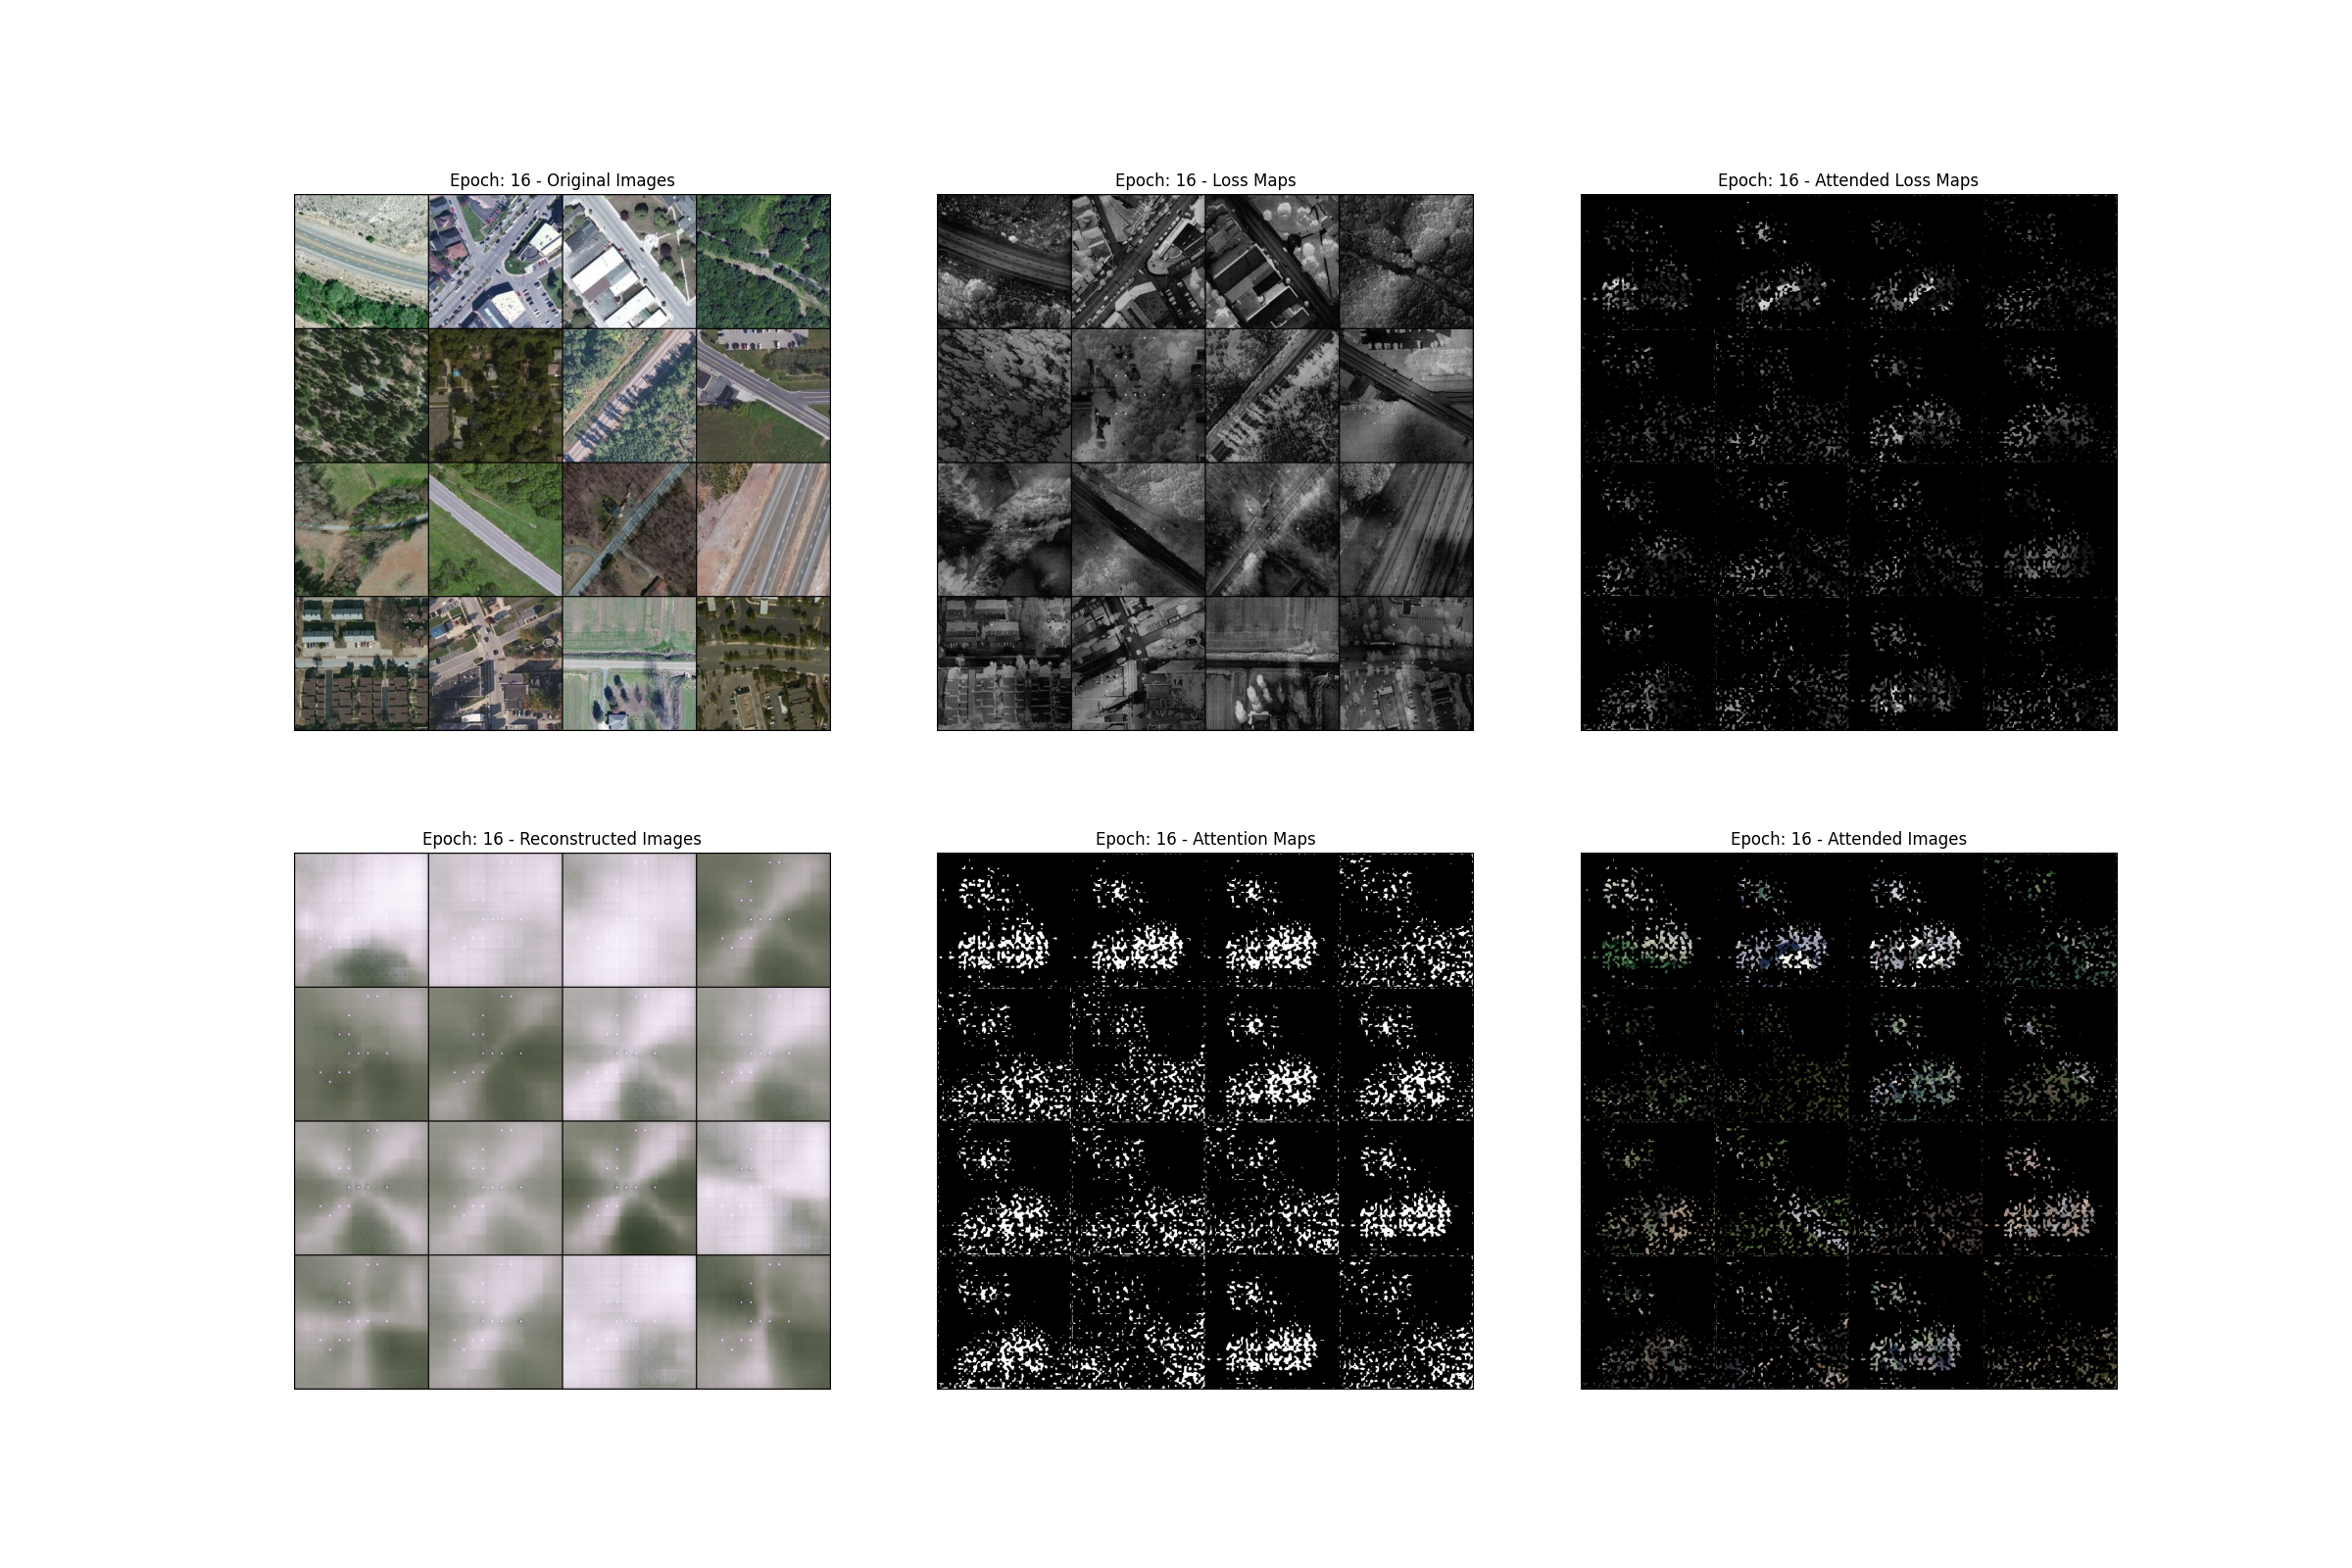 Epoch: 16 - Original Images
Epoch: 16 - Loss Maps
Epoch: 16 - Attended Loss Maps
Epoch: 16 - Reconstructed Images
Epoch: 16 - Attention Maps
Epoch: 16 - Attended Images